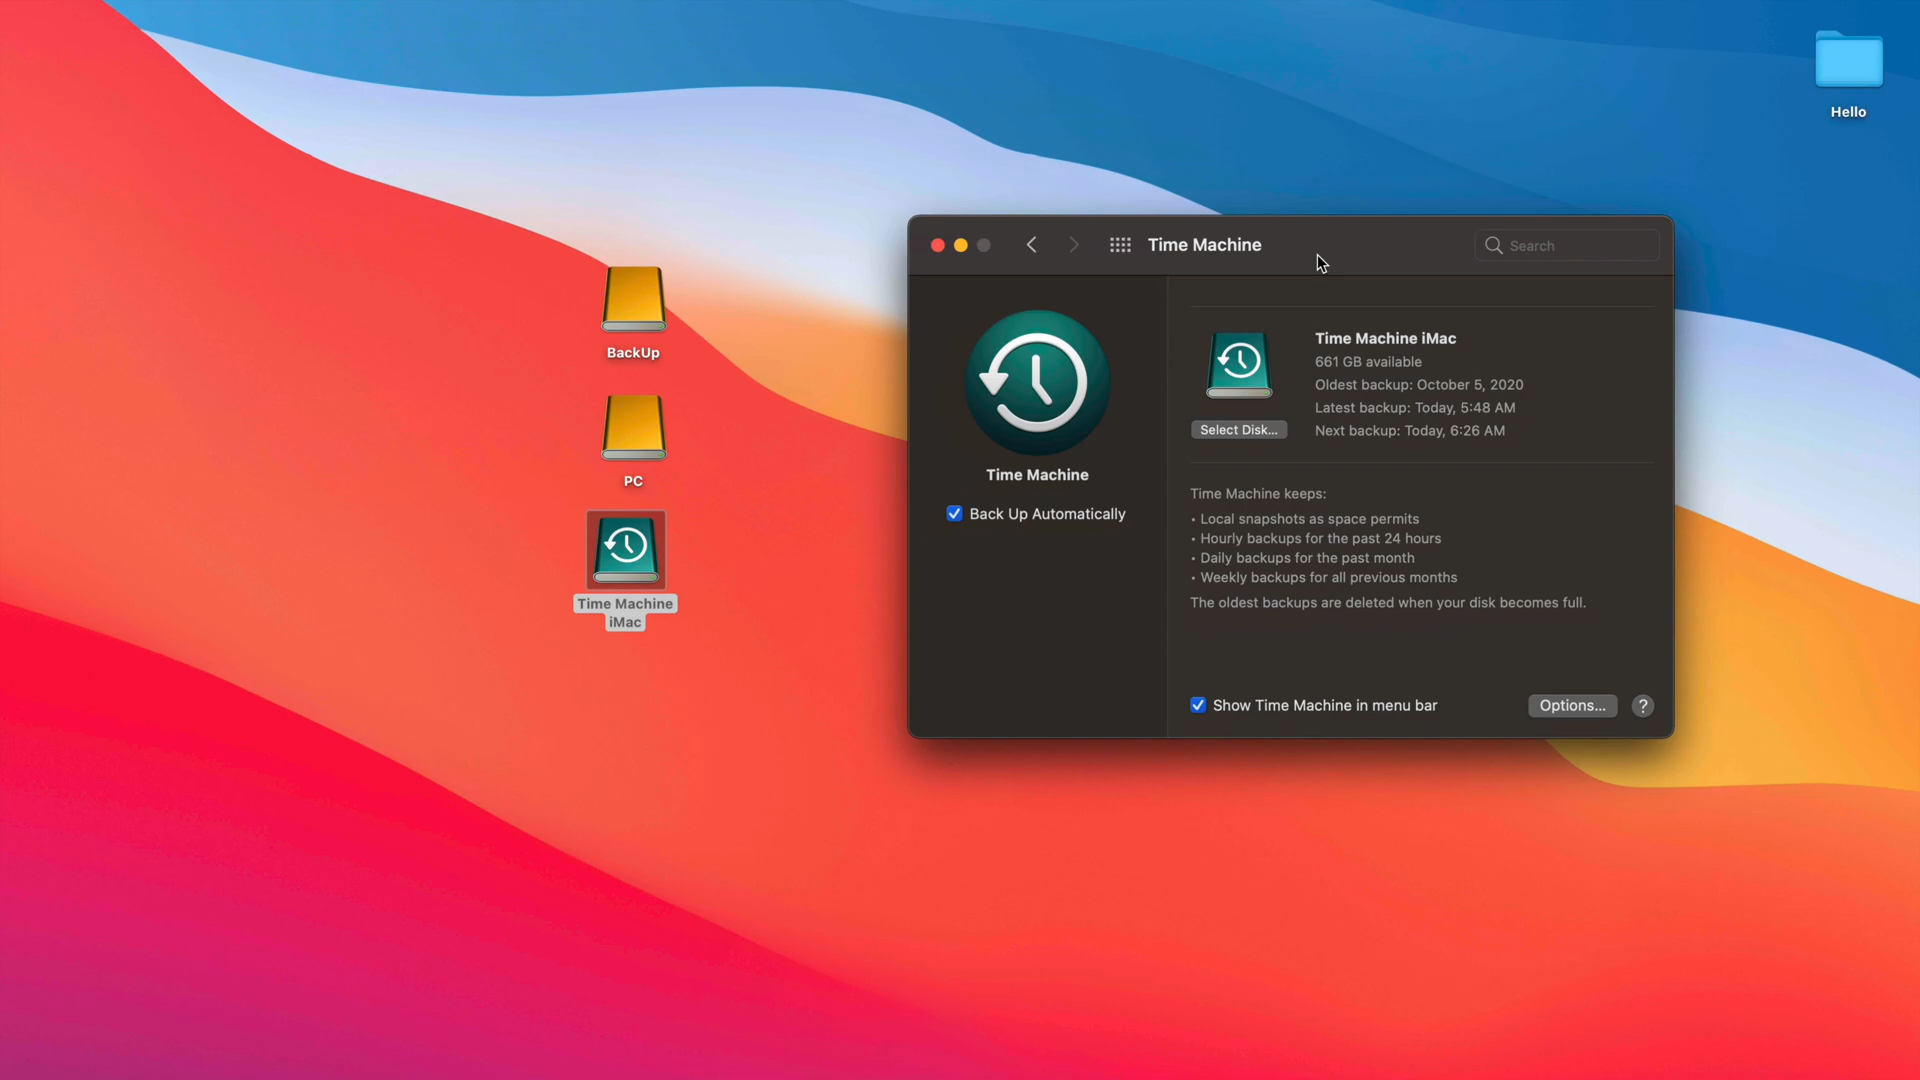 Hello
BackUp
PC
Time Machine
iMac
Time Machine
Search
Time Machine
Back Up Automatically
Time Machine iMac
661 GB available
Oldest backup: October 5, 2020
Latest backup: Today, 5:48 AM
Next backup: Today, 6:26 AM
Select Disk...
Time Machine keeps:
• Local snapshots as space permits
• Hourly backups for the past 24 hours
• Daily backups for the past month
• Weekly backups for all previous months
The oldest backups are deleted when your disk becomes full.
Show Time Machine in menu bar
Options...
?